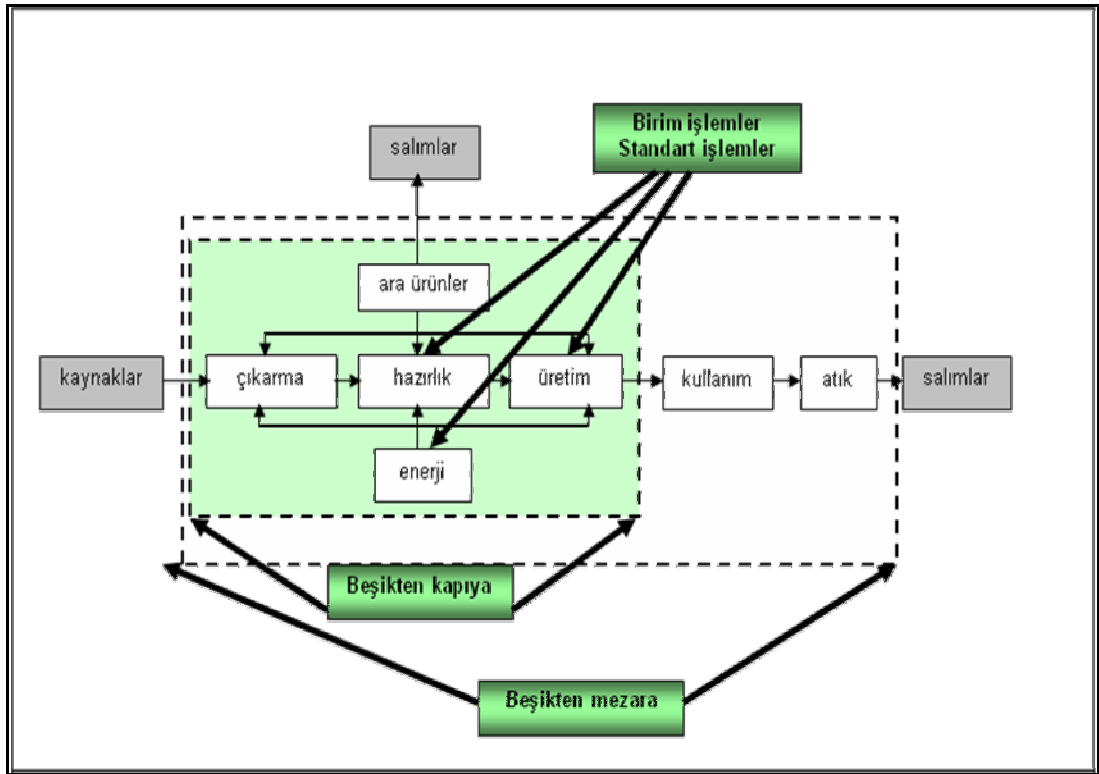 Birim işlemler
Standart işlemler
salımlar
ara ürünler
kaynaklar
çıkarma
hazırlık
üretim
kullanım
atık
salımlar
enerji
Beşikten kapıya
Beşikten mezara